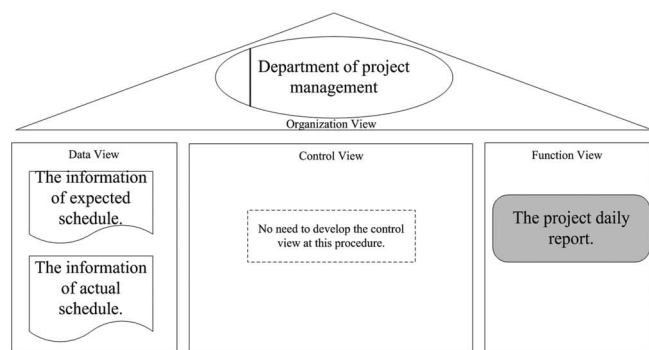 Department of project
management
Organization View
Data View
The information
of expected
schedule.
The information
of actual
schedule.
Control View
No need to develop the control
view at this procedure.
Function View
The project daily
report.